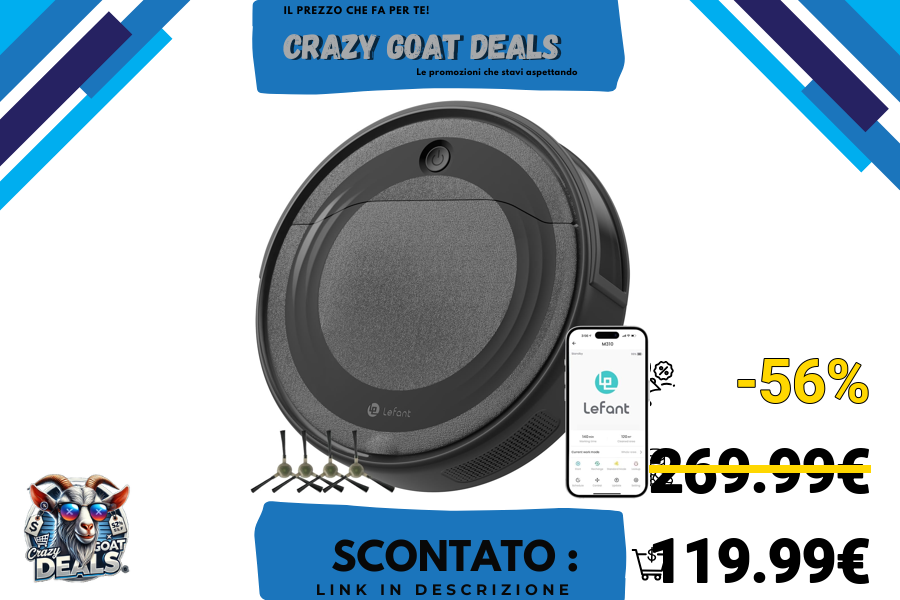 IL PREZZO CHE FA PER TE!
CRAZY GOAT DEALS
Le promozioni che stavi aspettando
Lefant
M310
Lefant
-56%
269.99€
SCONTATO :
119.99€
LINK IN DESCRIZIONE
Crazy
GOAT
DEALS